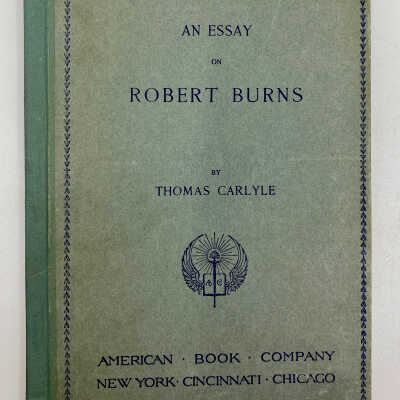 AN ESSAY
ON
ROBERT BURNS
BY
THOMAS CARLYLE
A B C
AMERICAN · BOOK · COMPANY
NEW YORK · CINCINNATI · CHICAGO